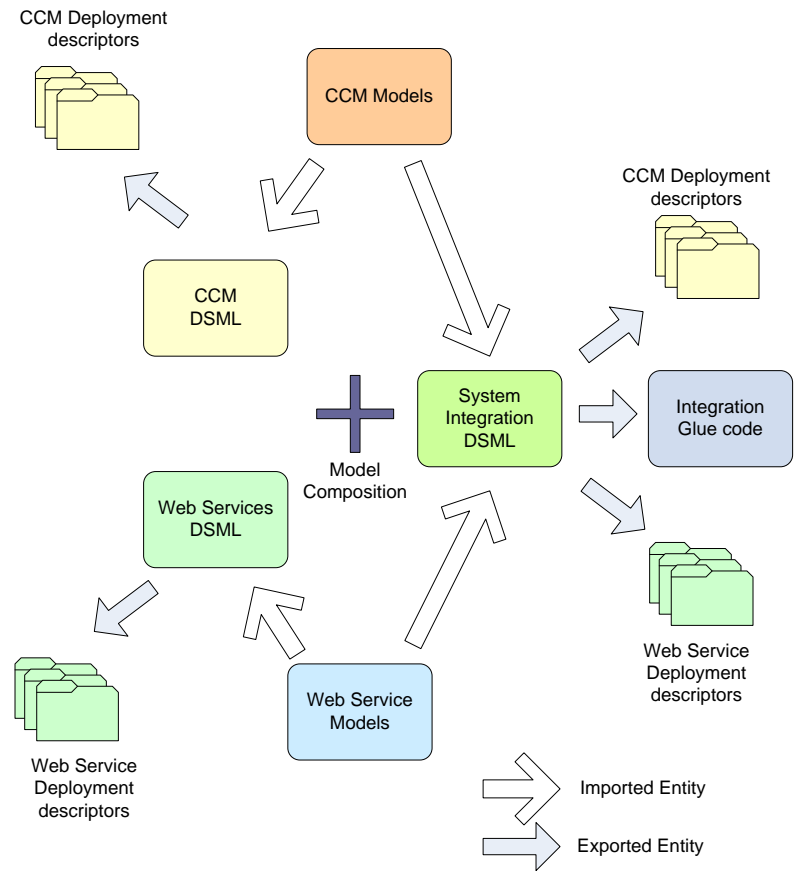 CCM Deployment
descriptors
CCM Models
CCM Deployment
descriptors
CCM
DSML
System
Integration
DSML
Integration
Glue code
Model
Composition
Web Services
DSML
Web Service
Deployment
descriptors
Web Service
Models
Web Service
Deployment
descriptors
Imported Entity
Exported Entity